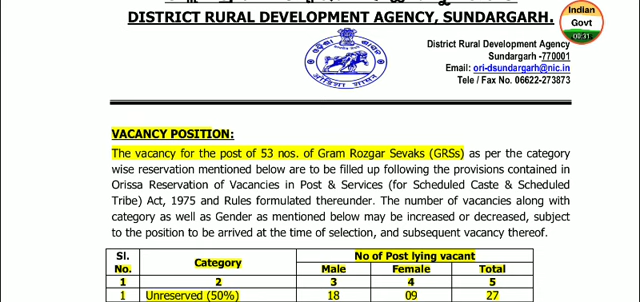 DISTRICT RURAL DEVELOPMENT AGENCY, SUNDARGARH.
Indian
Govt
00:31
District Rural Development Agency
Sundargarh -770001
Email: ori-dsundargarh@nic.in
Tele / Fax No. 06622-273873
VACANCY POSITION:
The vacancy for the post of 53 nos. of Gram Rozgar Sevaks (GRSs) as per the category
wise reservation mentioned below are to be filled up following the provisions contained in
Orissa Reservation of Vacancies in Post & Services (for Scheduled Caste & Scheduled
Tribe) Act, 1975 and Rules formulated thereunder. The number of vacancies along with
category as well as Gender as mentioned below may be increased or decreased, subject
to the position to be arrived at the time of selection, and subsequent vacancy thereof.
Sl. No. Category No of Post lying vacant
Male Female Total
1 2 3 4 5
1 Unreserved (50%) 18 09 27